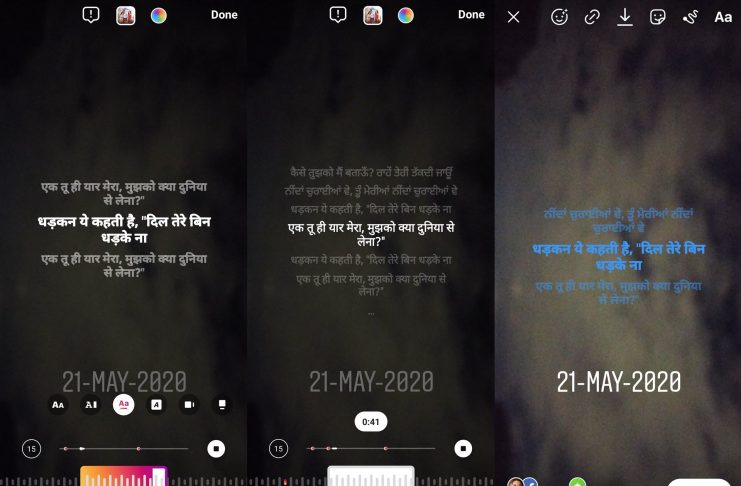 Done
एक तू ही यार मेरा, मुझको क्या दुनिया
से लेना?"
धड़कन ये कहती है, "दिल तेरे बिन
धड़के ना
एक तू ही यार मेरा, मुझको क्या दुनिया
से लेना?"
21-MAY-2020
AA
A
Aa
A
15
Done
कैसे तुझको मैं बताऊँ? ਰਾਹੇਂ ਤੇਰੀ ਤੱਕਦੀ ਜਾਊਂ
ਨੀਂਦਾਂ ਚੁਰਾਈਆਂ ਵੇ, ਤੂੰ ਮੇਰੀਆਂ ਨੀਂਦਾਂ ਚੁਰਾਈਆਂ ਵੇ
धड़कन ये कहती है, "दिल तेरे बिन धड़के ना
एक तू ही यार मेरा, मुझको क्या दुनिया से
लेना?"
धड़कन ये कहती है, "दिल तेरे बिन धड़के ना
एक तू ही यार मेरा, मुझको क्या दुनिया से
लेना?"
...
21-MAY-2020
0:41
15
Aa
ਨੀਂਦਾਂ ਚੁਰਾਈਆਂ ਵੇ, ਤੂੰ ਮੇਰੀਆਂ ਨੀਂਦਾਂ
ਚੁਰਾਈਆਂ ਵੇ
धड़कन ये कहती है, "दिल तेरे बिन
धड़के ना
एक तू ही यार मेरा, मुझको क्या दुनिया
से लेना?"
21-MAY-2020